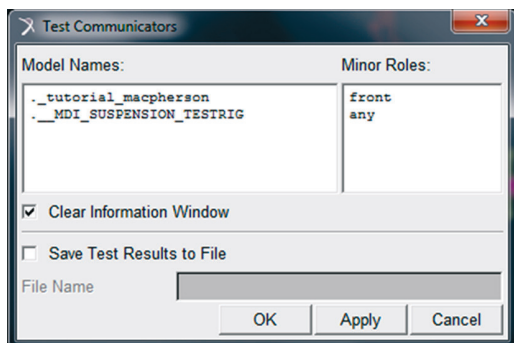 Test Communicators
Model Names:
Minor Roles:
._tutorial_macpherson
.__MDI_SUSPENSION_TESTRIG
front
any
Clear Information Window
Save Test Results to File
File Name
OK Apply Cancel